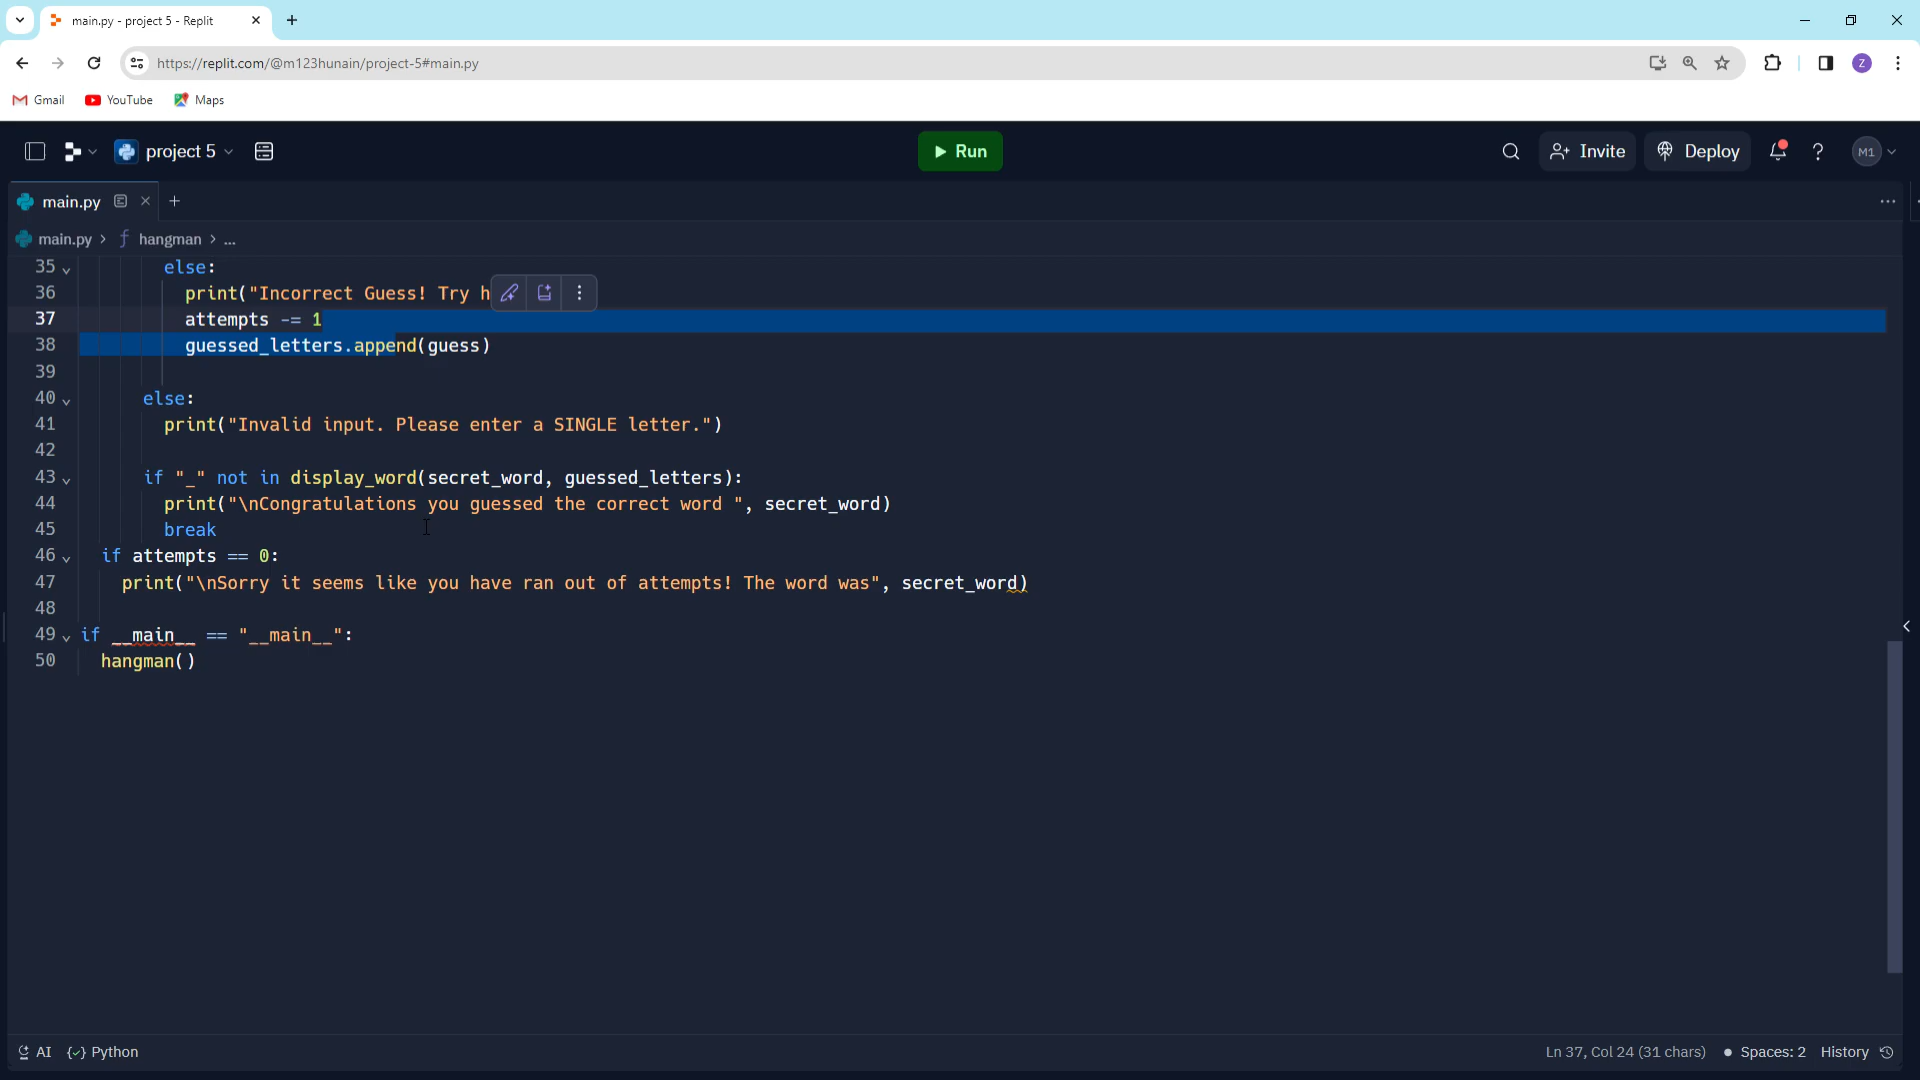 main.py - project 5 - Replit
https://replit.com/@m123hunain/project-5#main.py
Z
Gmail YouTube Maps
project 5 Run Invite Deploy ? M1
main.py
main.py > f hangman > ...
35 else:
36 print("Incorrect Guess! Try h
37 attempts -= 1
38 guessed_letters.append(guess)
39
40 else:
41 print("Invalid input. Please enter a SINGLE letter.")
42
43 if "_" not in display_word(secret_word, guessed_letters):
44 print("\nCongratulations you guessed the correct word ", secret_word)
45 break
46 if attempts == 0:
47 print("\nSorry it seems like you have ran out of attempts! The word was", secret_word)
48
49 if __main__ == "__main__":
50 hangman()
AI Python Ln 37, Col 24 (31 chars) Spaces: 2 History